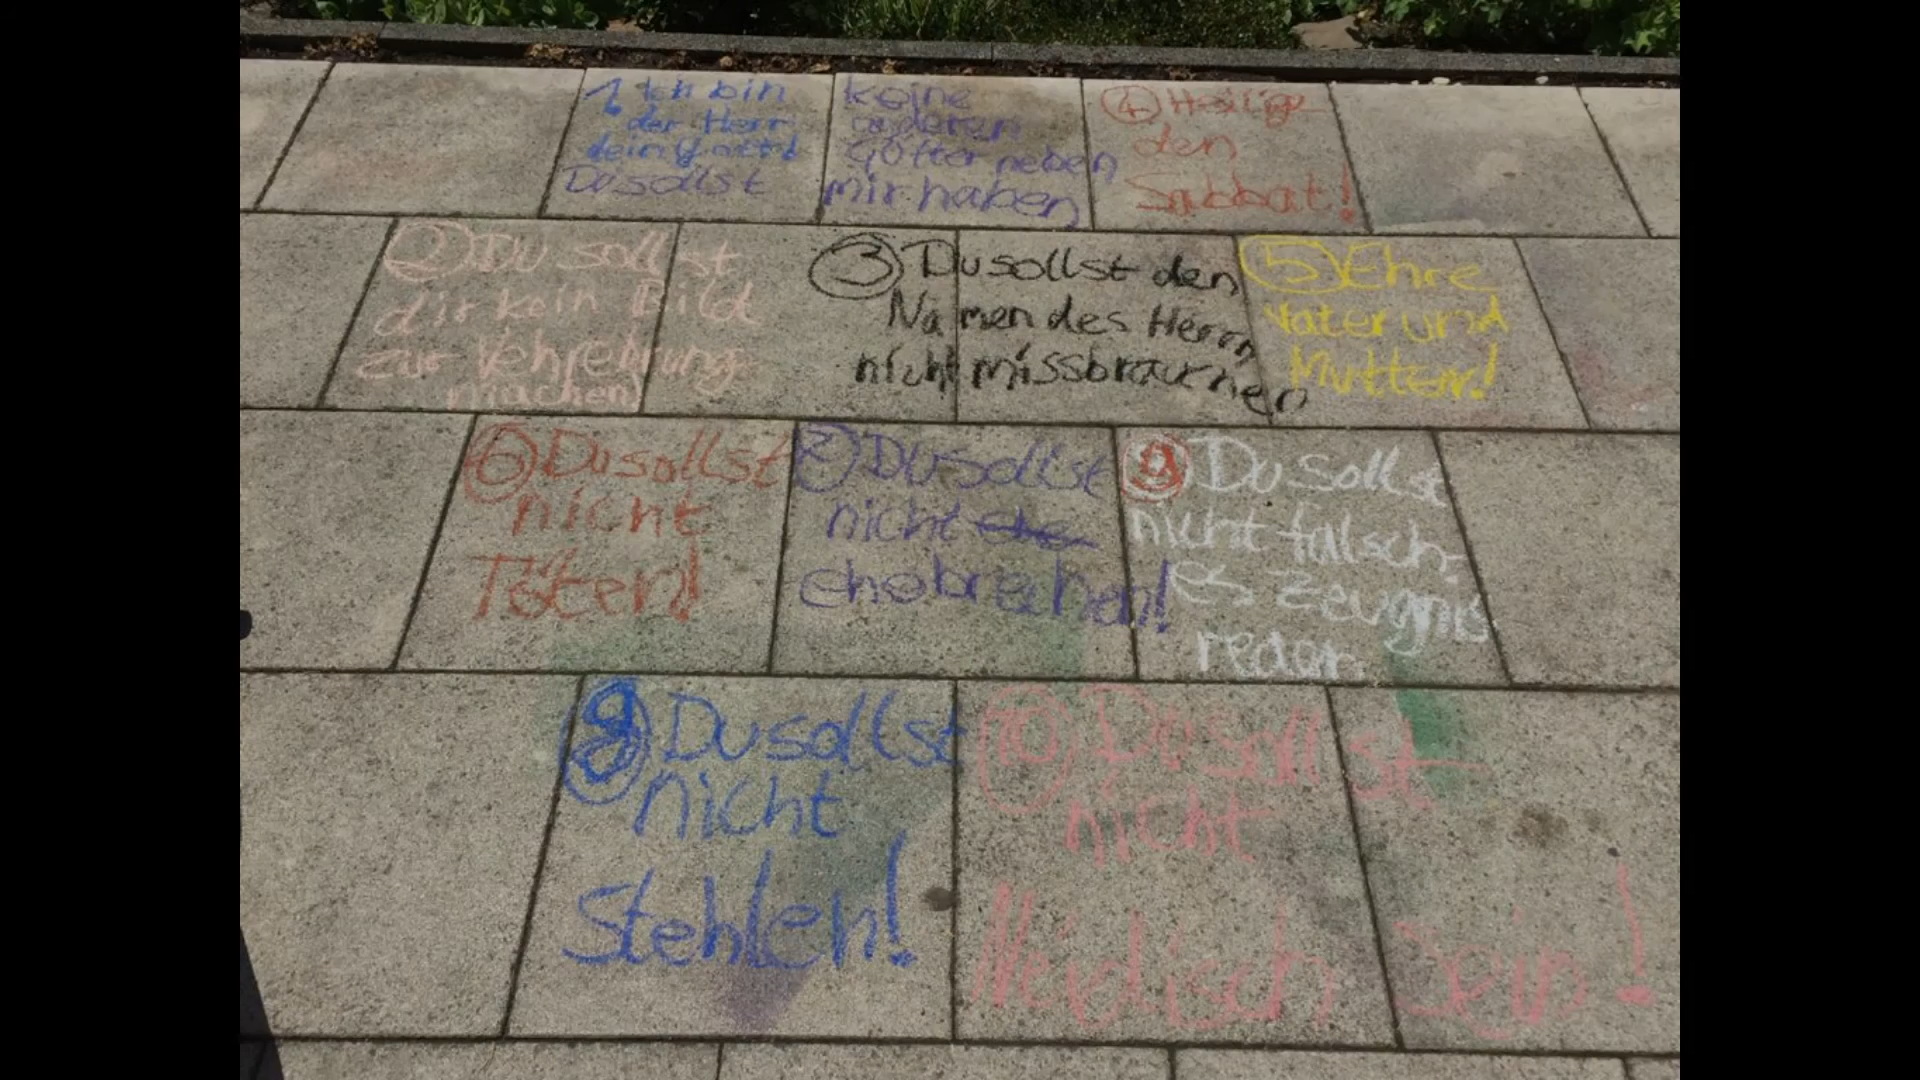 1. Ich bin
der Herr
dein Gott!
Du sollst
keine
anderen
Götter neben
mir haben
④ Heilige
den
Sabbat!
② Du sollst
dir kein Bild
zur Vehrehrung
machen
③ Du sollst den
Namen des Herrn
nicht missbrauchen
⑤ Ehre
Vater und
Mutter!
⑥ Du sollst
nicht
Töten!
⑦ Du sollst
nicht ehe
ehebrechen!
⑨ Du sollst
nicht falsch-
es zeugnis
reden
⑧ Du sollst
nicht
Stehlen!
⑩ Du sollst
nicht
Neidisch sein!